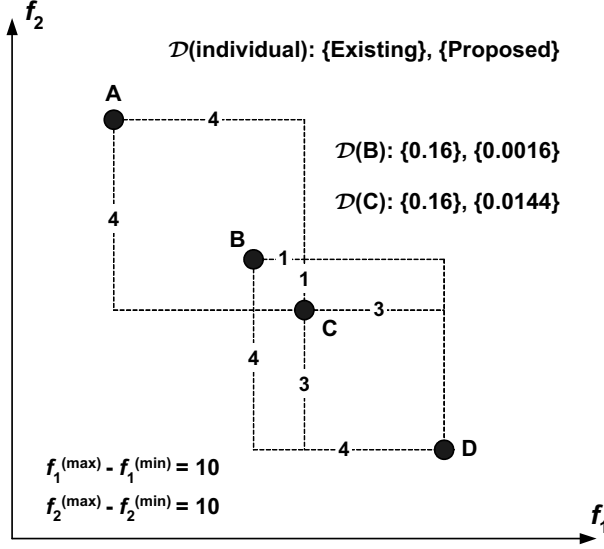 f₂
𝒟(individual): {Existing}, {Proposed}
A
4
𝒟(B): {0.16}, {0.0016}
𝒟(C): {0.16}, {0.0144}
4
B
1
1
3
C
4
3
4
D
f₁⁽ᵐᵃˣ⁾ - f₁⁽ᵐⁱⁿ⁾ = 10
f₂⁽ᵐᵃˣ⁾ - f₂⁽ᵐⁱⁿ⁾ = 10
f₁